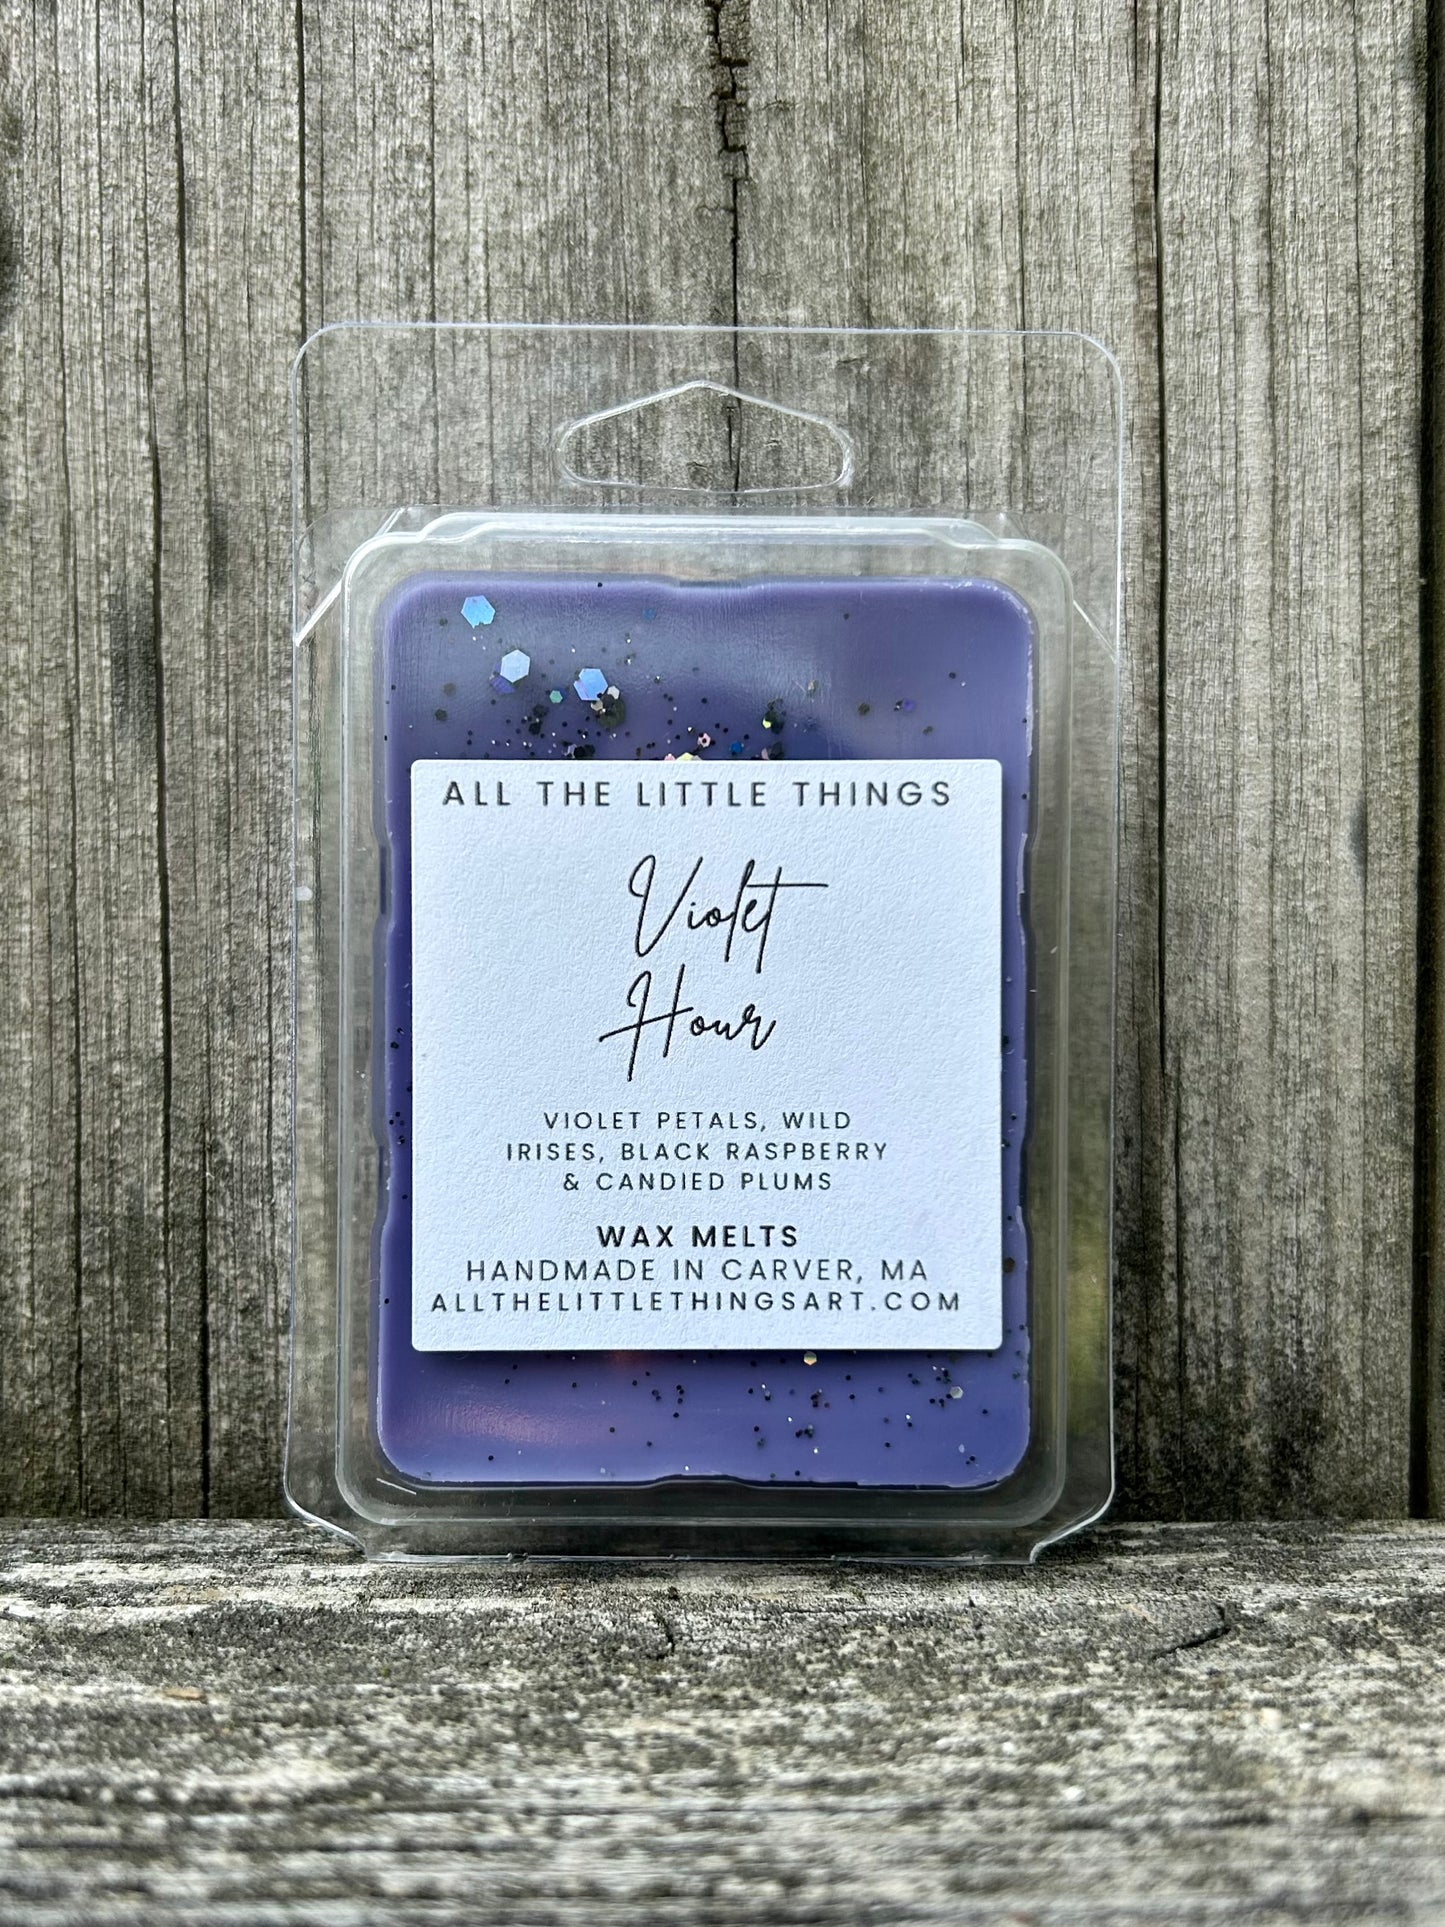 ALL THE LITTLE THINGS
Violet
Hour
VIOLET PETALS, WILD
IRISES, BLACK RASPBERRY
& CANDIED PLUMS
WAX MELTS
HANDMADE IN CARVER, MA
ALLTHELITTLETHINGSART.COM